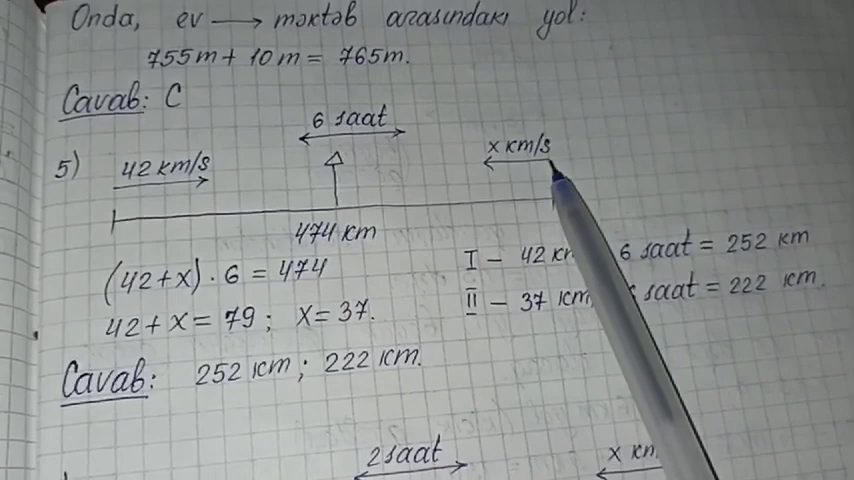 Onda, ev → məktəb arasındakı yol:
755m + 10m = 765m.
Cavab: C
6 saat
5) 42 km/s
x km/s
474 km
(42+x) · 6 = 474
42+x = 79; x = 37.
I - 42 km 6 saat = 252 km
II - 37 km saat = 222 km.
Cavab: 252 km; 222 km.
2 saat
x